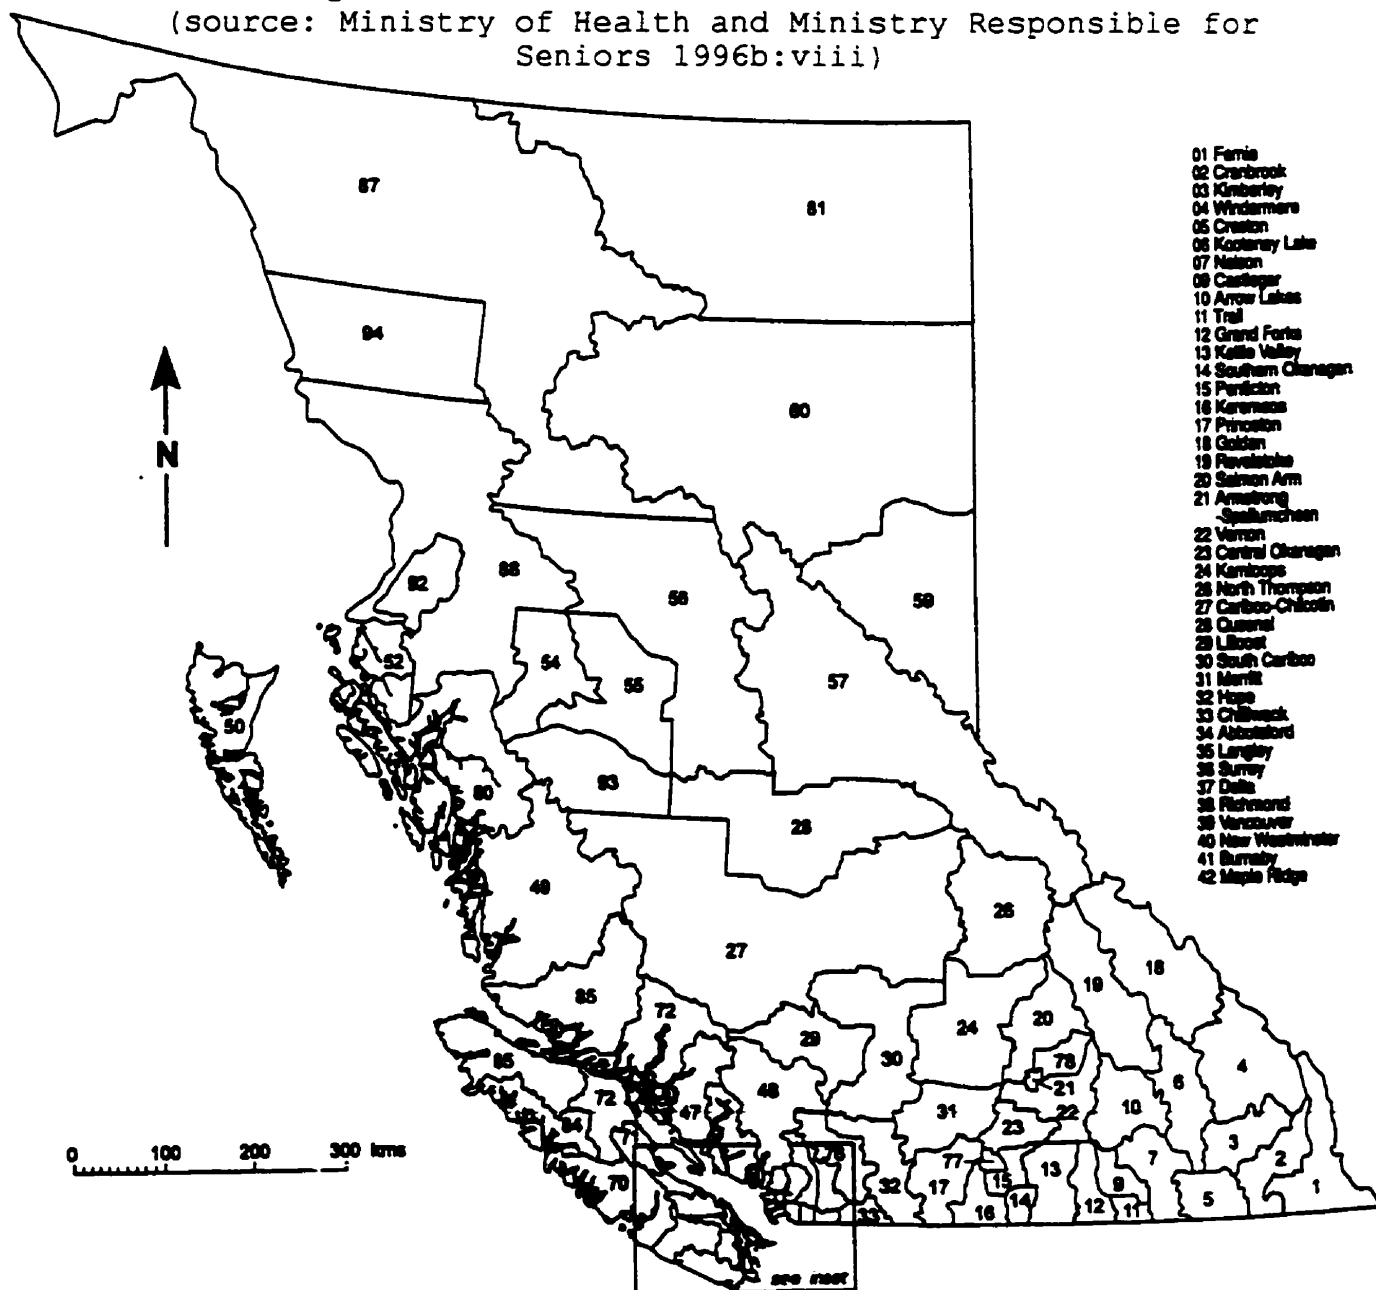 (source: Ministry of Health and Ministry Responsible for
Seniors 1996b:viii)
01 Fernie
02 Cranbrook
03 Kimberley
04 Windermere
05 Creston
06 Kootenay Lake
07 Nelson
09 Castlegar
10 Arrow Lakes
11 Trail
12 Grand Forks
13 Kettle Valley
14 Southern Okanagan
15 Penticton
16 Keremeos
17 Princeton
18 Golden
19 Revelstoke
20 Salmon Arm
21 Armstrong
-Spallumcheen
22 Vernon
23 Central Okanagan
24 Kamloops
26 North Thompson
27 Cariboo-Chilcotin
28 Quesnel
29 Lillooet
30 South Cariboo
31 Merritt
32 Hope
33 Chilliwack
34 Abbotsford
35 Langley
36 Surrey
37 Delta
38 Richmond
39 Vancouver
40 New Westminster
41 Burnaby
42 Maple Ridge
87
81
94
60
N
92
88
56
59
52
54
55
57
50
93
80
28
49
26
27
18
19
85
72
29
24
20
30
78
4
85
48
21
6
72
47
31
22
10
84
23
3
0 100 200 300 kms
77
7
2
70
32
17
15
13
9
5
1
33
16
14
12
11
see inset